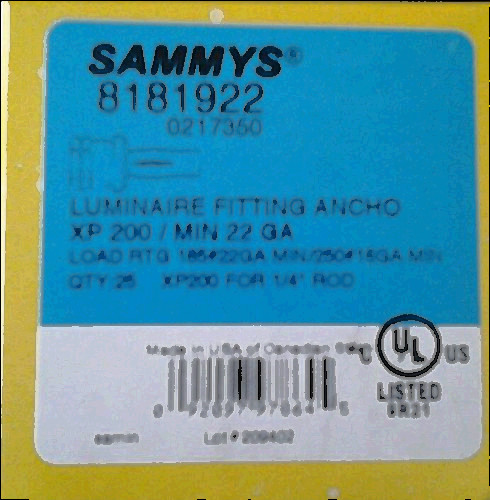 SAMMYS®
8181922
0217350
LUMINAIRE FITTING ANCHO
XP 200 / MIN 22 GA
LOAD RTG 185#22GA MIN/250#16GA MIN
QTY 25 XP200 FOR 1/4" ROD
Made in USA of Canadian
C UL US
LISTED
Lot # 209402